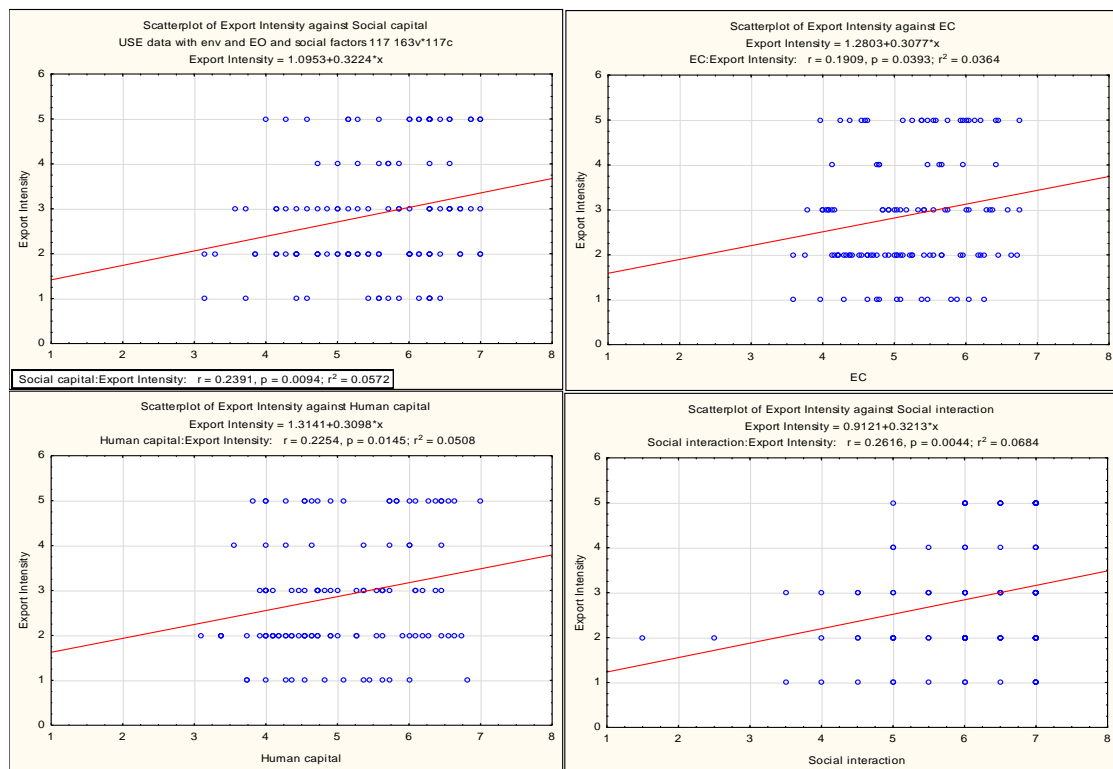 Scatterplot of Export Intensity against Social capital
USE data with env and EO and social factors 117 163v*117c
Export Intensity = 1.0953+0.3224*x
6
5
4
3
2
1
0
Export Intensity
1 2 3 4 5 6 7 8
Social capital:Export Intensity: r = 0.2391, p = 0.0094; r² = 0.0572
Scatterplot of Export Intensity against EC
Export Intensity = 1.2803+0.3077*x
EC:Export Intensity: r = 0.1909, p = 0.0393; r² = 0.0364
6
5
4
3
2
1
0
Export Intensity
1 2 3 4 5 6 7 8
EC
Scatterplot of Export Intensity against Human capital
Export Intensity = 1.3141+0.3098*x
Human capital:Export Intensity: r = 0.2254, p = 0.0145; r² = 0.0508
6
5
4
3
2
1
0
Export Intensity
1 2 3 4 5 6 7 8
Human capital
Scatterplot of Export Intensity against Social interaction
Export Intensity = 0.9121+0.3213*x
Social interaction:Export Intensity: r = 0.2616, p = 0.0044; r² = 0.0684
6
5
4
3
2
1
0
Export Intensity
1 2 3 4 5 6 7 8
Social interaction